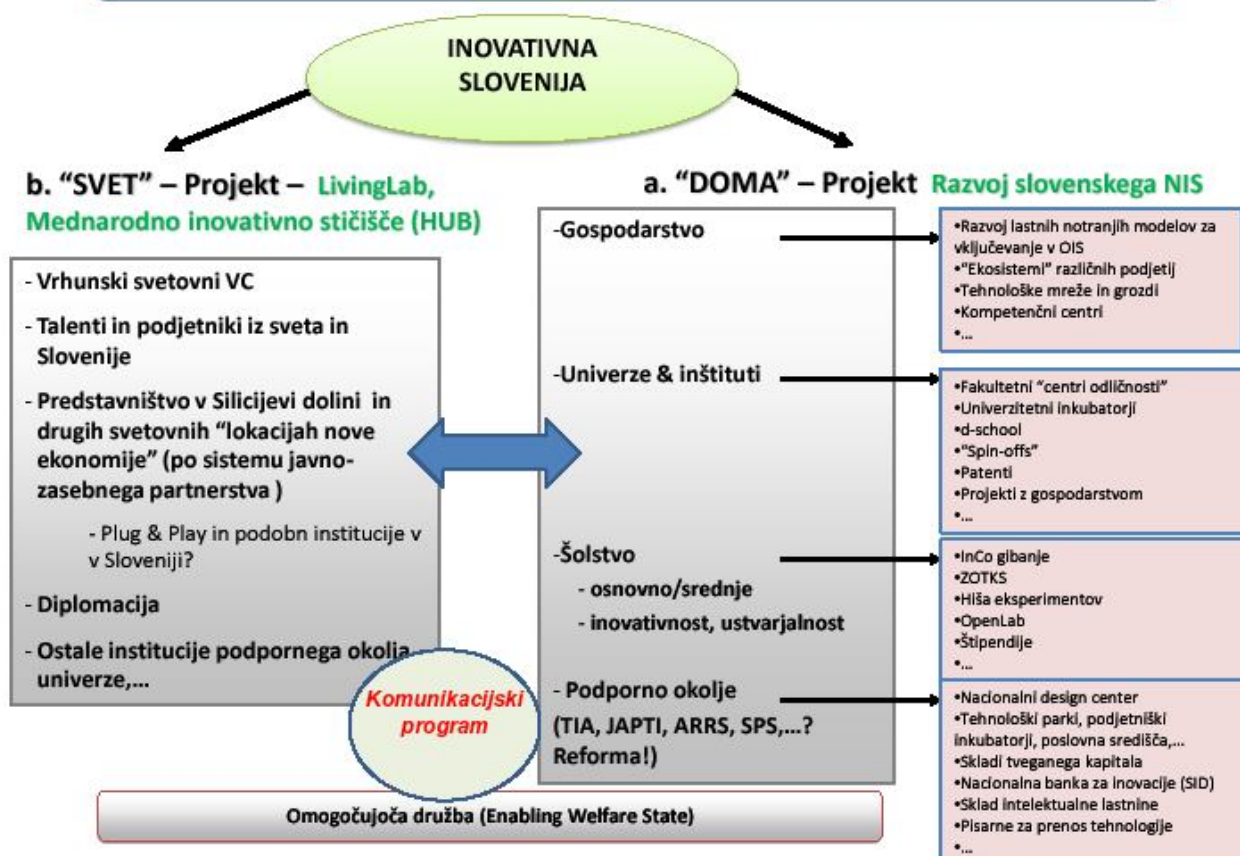 INOVATIVNA
SLOVENIJA
b. “SVET” – Projekt – LivingLab,
Mednarodno inovativno stičišče (HUB)
- Vrhunski svetovni VC
- Talenti in podjetniki iz sveta in
Slovenije
- Predstavništvo v Silicijevi dolini in
drugih svetovnih “lokacijah nove
ekonomije” (po sistemu javno-
zasebnega partnerstva )
- Plug & Play in podobn institucije v
v Sloveniji?
- Diplomacija
- Ostale institucije podpornega okolja,
univerze,...
Komunikacijski
program
a. “DOMA” – Projekt Razvoj slovenskega NIS
-Gospodarstvo
•Razvoj lastnih notranjih modelov za
vključevanje v OIS
•“Ekosistemi” različnih podjetij
•Tehnološke mreže in grozdi
•Kompetenčni centri
•...
-Univerze & inštituti
•Fakultetni “centri odličnosti”
•Univerzitetni inkubatorji
•d-school
•“Spin-offs”
•Patenti
•Projekti z gospodarstvom
•...
-Šolstvo
- osnovno/srednje
- inovativnost, ustvarjalnost
•InCo gibanje
•ZOTKS
•Hiša eksperimentov
•OpenLab
•Štipendije
•...
- Podporno okolje
(TIA, JAPTI, ARRS, SPS,...?
Reforma!)
•Nacionalni design center
•Tehnološki parki, podjetniški
inkubatorji, poslovna središča,...
•Skladi tveganega kapitala
•Nacionalna banka za inovacije (SID)
•Sklad intelektualne lastnine
•Pisarne za prenos tehnologije
•...
Omogočujoča družba (Enabling Welfare State)